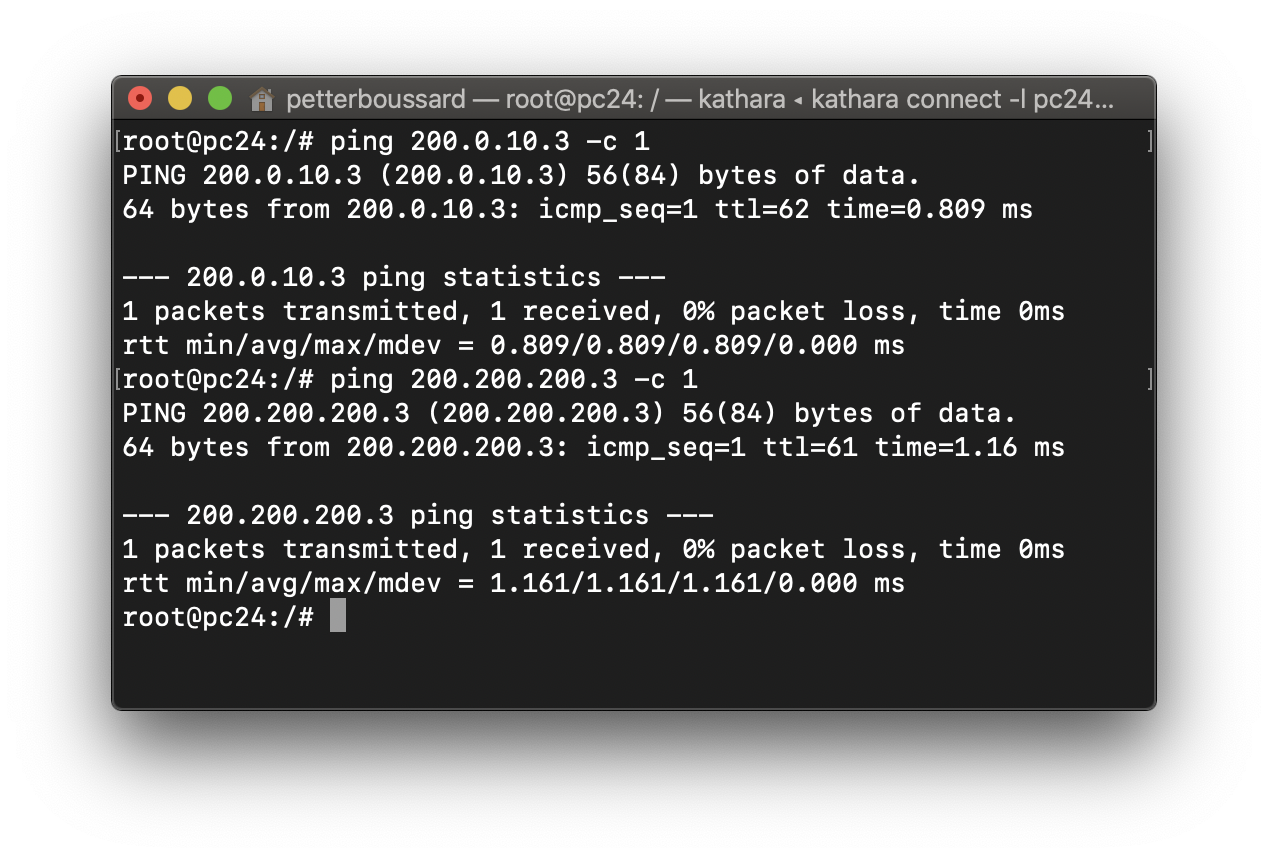 petterboussard — root@pc24: / — kathara ◂ kathara connect -l pc24...
[root@pc24:/# ping 200.0.10.3 -c 1 ]
PING 200.0.10.3 (200.0.10.3) 56(84) bytes of data.
64 bytes from 200.0.10.3: icmp_seq=1 ttl=62 time=0.809 ms
--- 200.0.10.3 ping statistics ---
1 packets transmitted, 1 received, 0% packet loss, time 0ms
rtt min/avg/max/mdev = 0.809/0.809/0.809/0.000 ms
[root@pc24:/# ping 200.200.200.3 -c 1 ]
PING 200.200.200.3 (200.200.200.3) 56(84) bytes of data.
64 bytes from 200.200.200.3: icmp_seq=1 ttl=61 time=1.16 ms
--- 200.200.200.3 ping statistics ---
1 packets transmitted, 1 received, 0% packet loss, time 0ms
rtt min/avg/max/mdev = 1.161/1.161/1.161/0.000 ms
root@pc24:/#